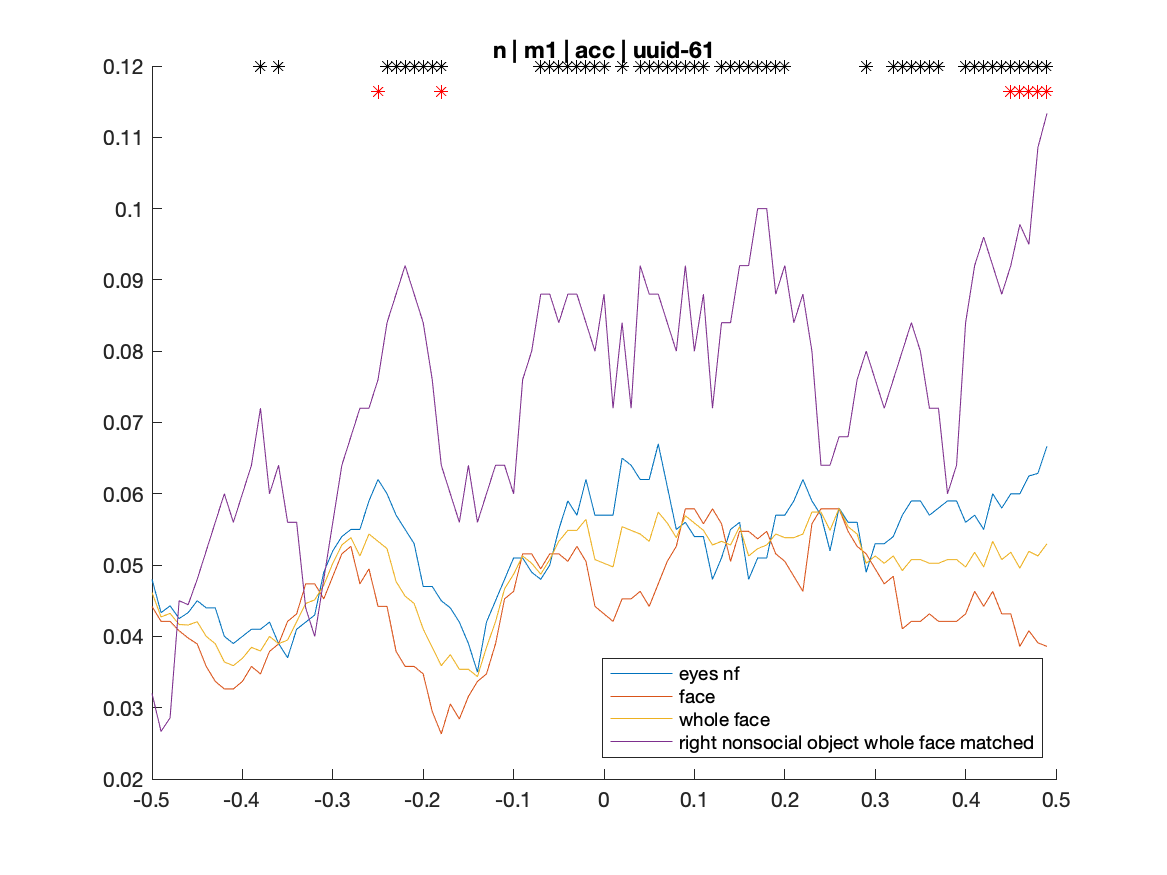 n | m1 | acc | uuid-61
0.12
0.11
0.1
0.09
0.08
0.07
0.06
0.05
0.04
0.03
0.02
eyes nf
face
whole face
right nonsocial object whole face matched
-0.5 -0.4 -0.3 -0.2 -0.1 0 0.1 0.2 0.3 0.4 0.5